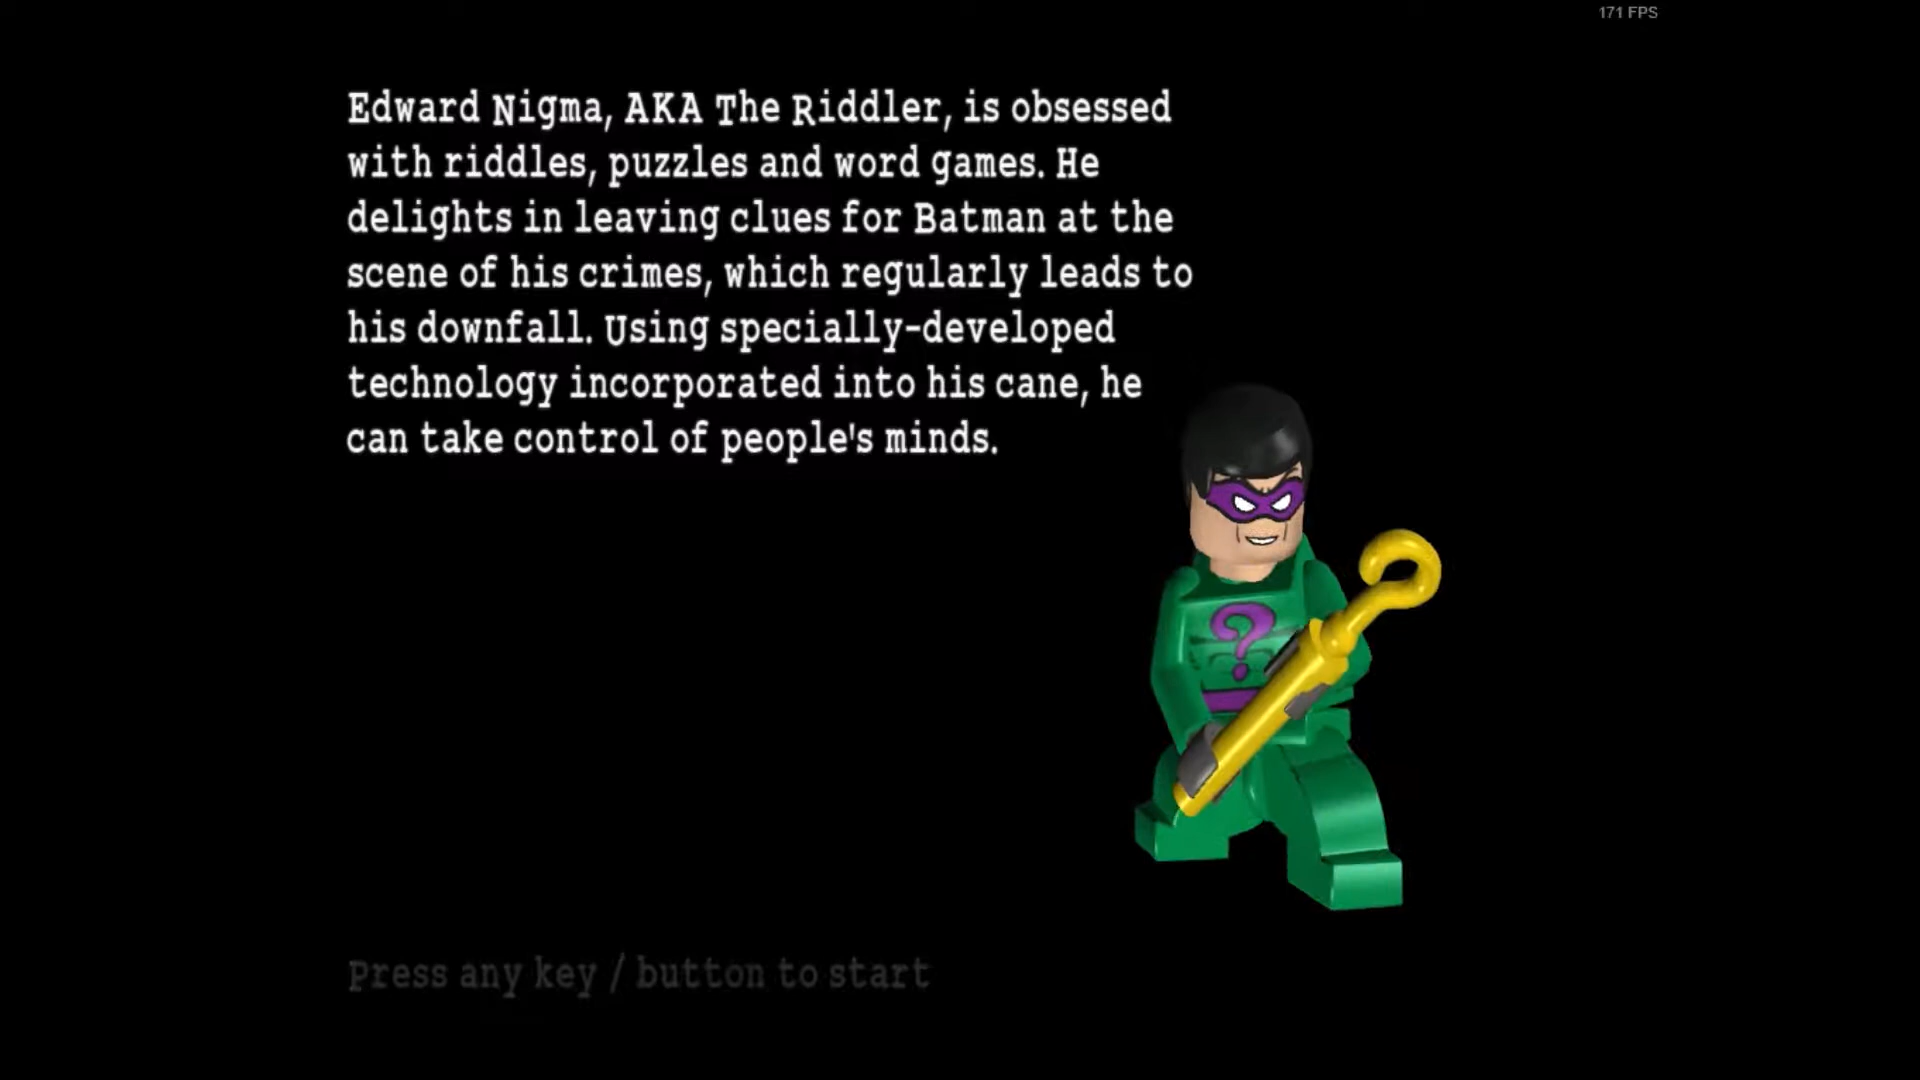 171 FPS
Edward Nigma, AKA The Riddler, is obsessed
with riddles, puzzles and word games. He
delights in leaving clues for Batman at the
scene of his crimes, which regularly leads to
his downfall. Using specially-developed
technology incorporated into his cane, he
can take control of people's minds.
?
Press any key / button to start